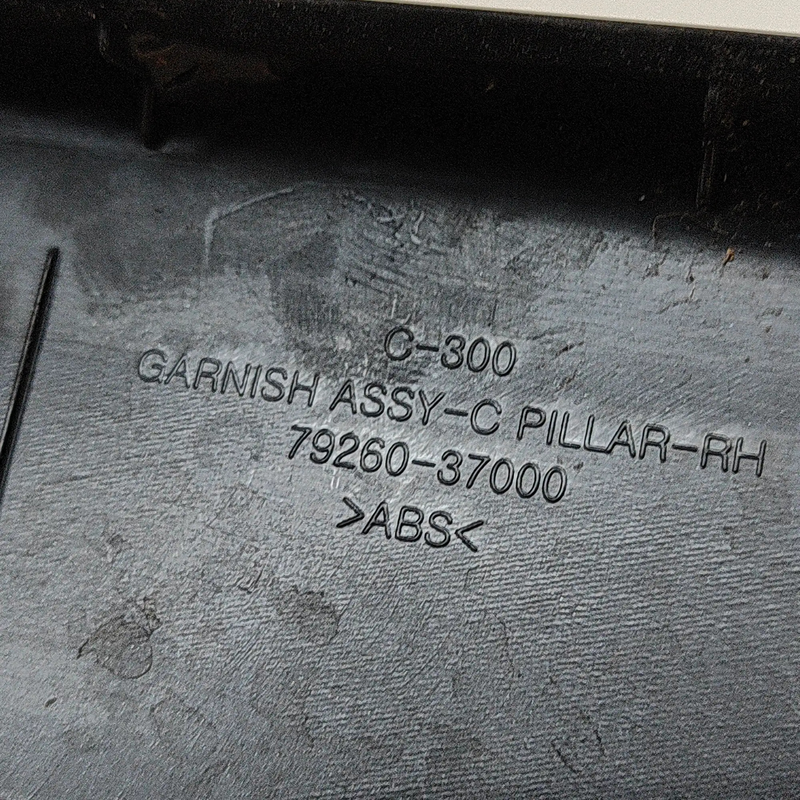 C-300
GARNISH ASSY-C PILLAR-RH
79260-37000
>ABS<